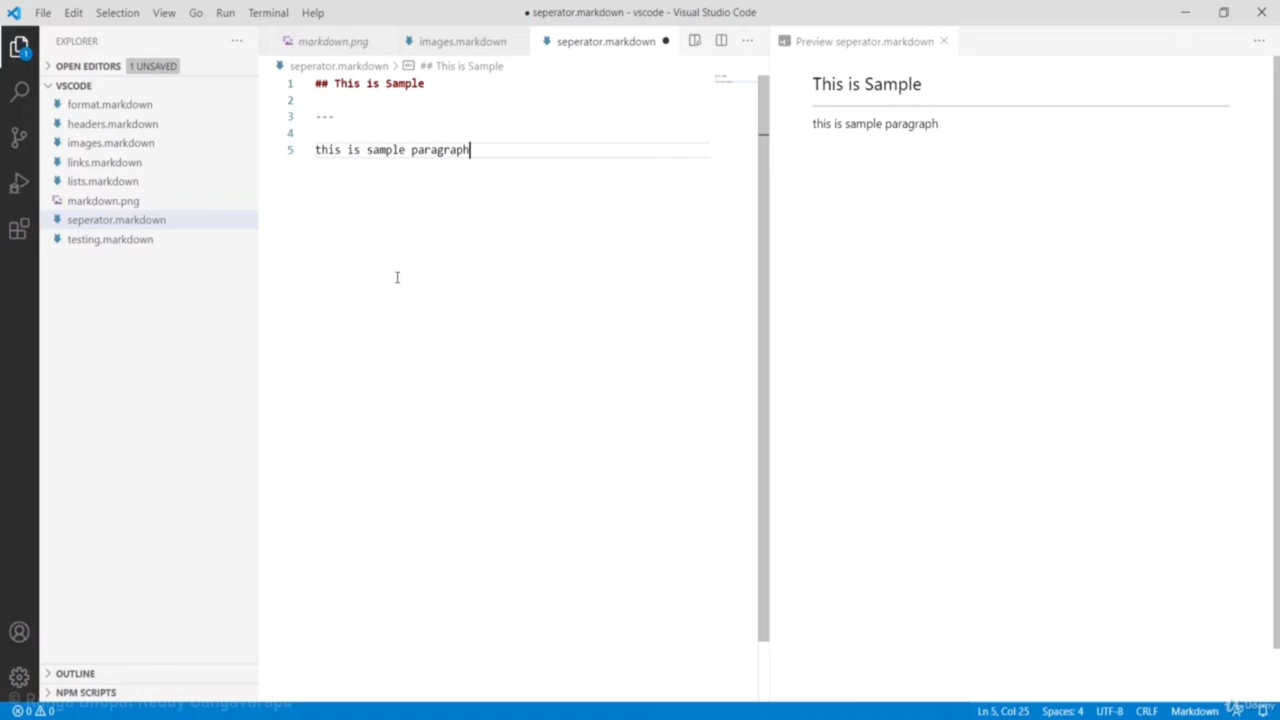 File Edit Selection View Go Run Terminal Help
● seperator.markdown - vscode - Visual Studio Code
EXPLORER
markdown.png
images.markdown
seperator.markdown
Preview seperator.markdown
OPEN EDITORS 1 UNSAVED
seperator.markdown > ## This is Sample
VSCODE
format.markdown
headers.markdown
images.markdown
links.markdown
lists.markdown
markdown.png
seperator.markdown
testing.markdown
1 ## This is Sample
2
3 ---
4
5 this is sample paragraph
This is Sample
this is sample paragraph
1
OUTLINE
NPM SCRIPTS
0 0
Ln 5, Col 25 Spaces: 4 UTF-8 CRLF Markdown
Udemy